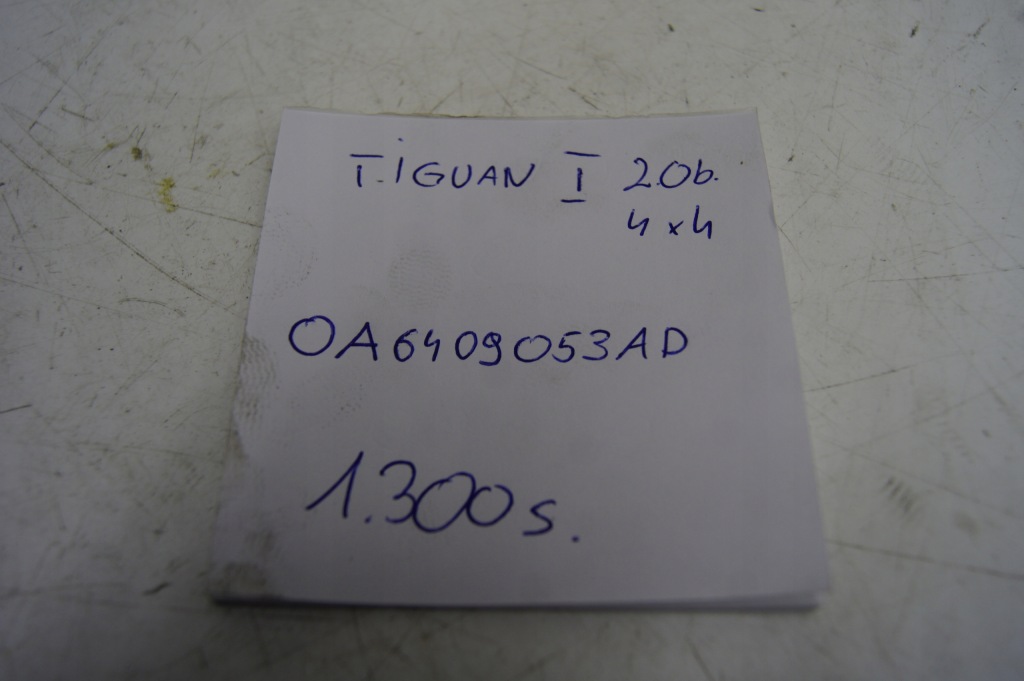 TIGUAN I 2.0b.
4x4
OA6409053AD
1.300s.